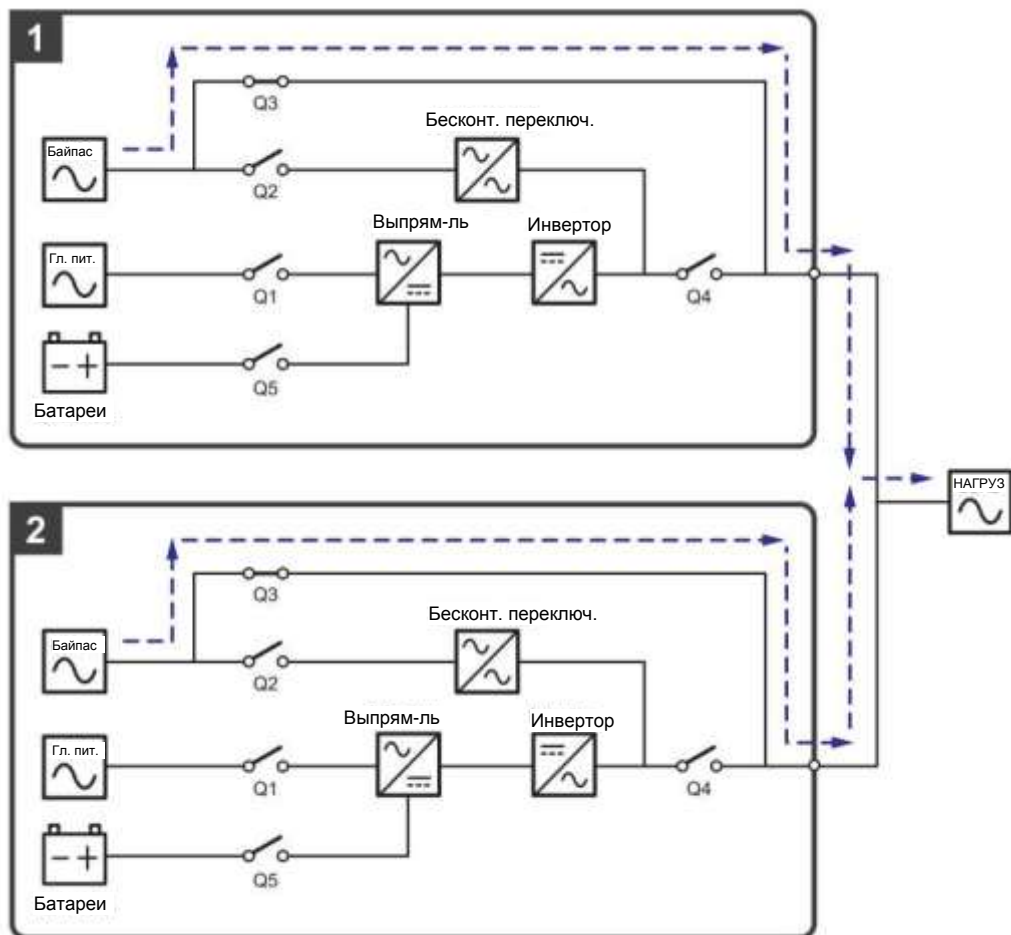 1
Q3
Бесконт. переключ.
Байпас
Q2
Выпрям-ль
Инвертор
Гл. пит.
Q1
Q4
Q5
Батареи
НАГРУЗ
2
Q3
Бесконт. переключ.
Байпас
Q2
Выпрям-ль
Инвертор
Гл. пит.
Q1
Q4
Q5
Батареи